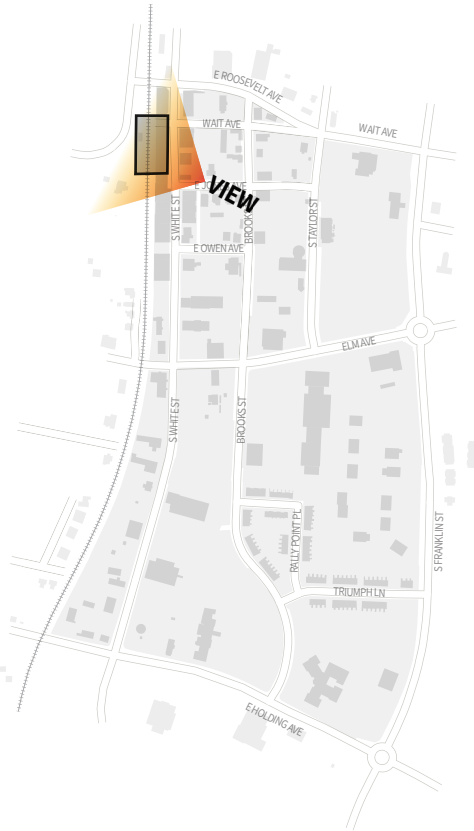 E ROOSEVELT AVE
WAIT AVE
WAIT AVE
VIEW
S WHITE ST
BROOKS
S TAYLOR ST
E OWEN AVE
ELM AVE
S WHITE ST
BROOKS ST
RALLY POINT PL
S FRANKLIN ST
TRIUMPH LN
E HOLDING AVE